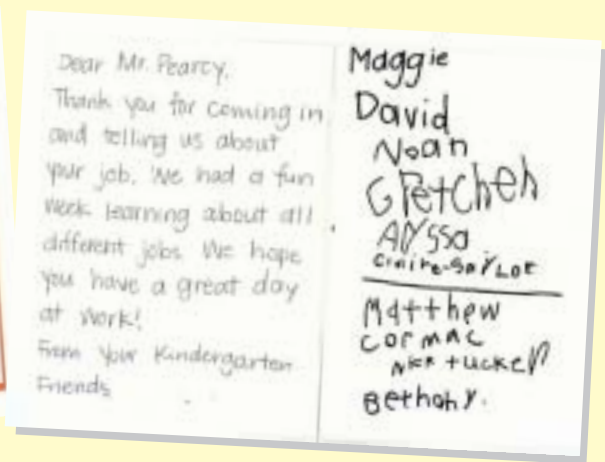 Dear Mr. Pearcy,
Thank you for coming in
and telling us about
your job. We had a fun
week learning about all
different jobs. We hope
you have a great day
at work!
From your Kindergarten
Friends
Maggie
David
Noah
Gretchen
Alyssa
Claire-Gaylor
Matthew
Cormac
Nick tucker
Bethany.